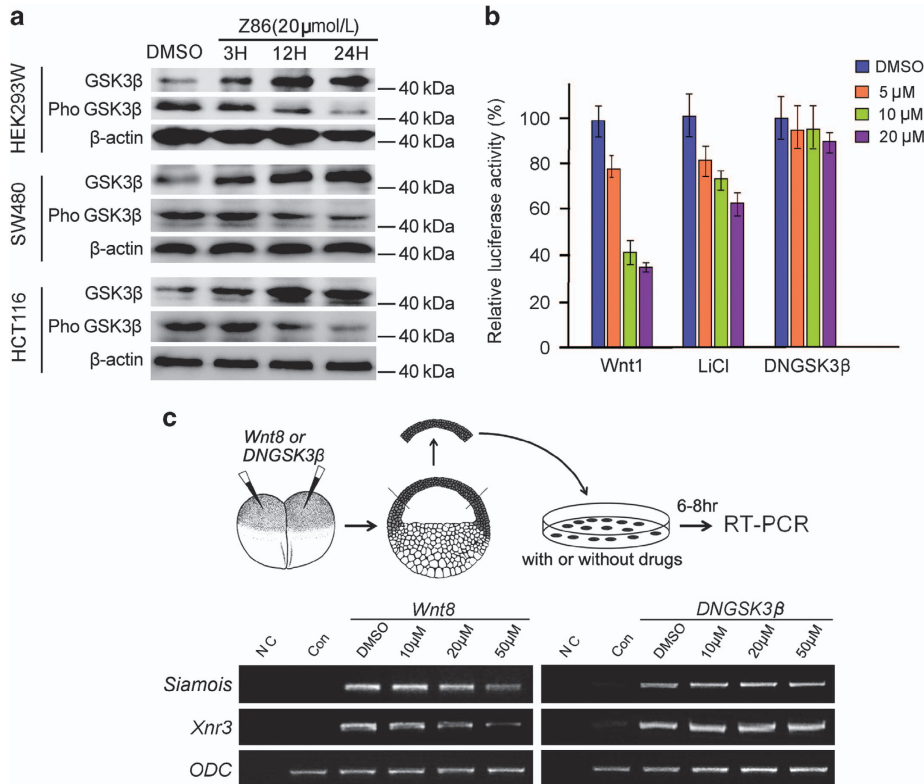 a
Z86(20μmol/L)
DMSO 3H 12H 24H
HEK293W
GSK3β
40 kDa
Pho GSK3β
40 kDa
β-actin
40 kDa
SW480
GSK3β
40 kDa
Pho GSK3β
40 kDa
β-actin
40 kDa
HCT116
GSK3β
40 kDa
Pho GSK3β
40 kDa
β-actin
40 kDa
b
Relative luciferase activity (%)
100
80
60
40
20
0
Wnt1 LiCl DNGSK3β
DMSO
5 μM
10 μM
20 μM
c
Wnt8 or
DNGSK3β
6-8hr
RT-PCR
with or without drugs
Wnt8 DNGSK3β
NC Con DMSO 10μM 20μM 50μM NC Con DMSO 10μM 20μM 50μM
Siamois
Xnr3
ODC